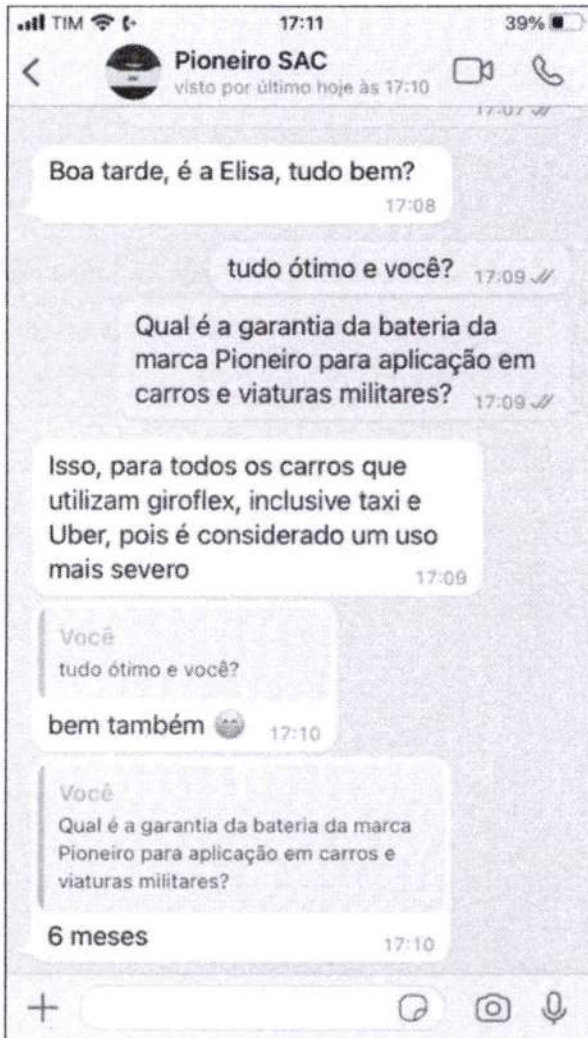 TIM 17:11 39%
Pioneiro SAC
visto por último hoje às 17:10
17:07
Boa tarde, é a Elisa, tudo bem?
17:08
tudo ótimo e você? 17:09
Qual é a garantia da bateria da
marca Pioneiro para aplicação em
carros e viaturas militares? 17:09
Isso, para todos os carros que
utilizam giroflex, inclusive taxi e
Uber, pois é considerado um uso
mais severo 17:09
Você
tudo ótimo e você?
bem também 😁 17:10
Você
Qual é a garantia da bateria da marca
Pioneiro para aplicação em carros e
viaturas militares?
6 meses 17:10